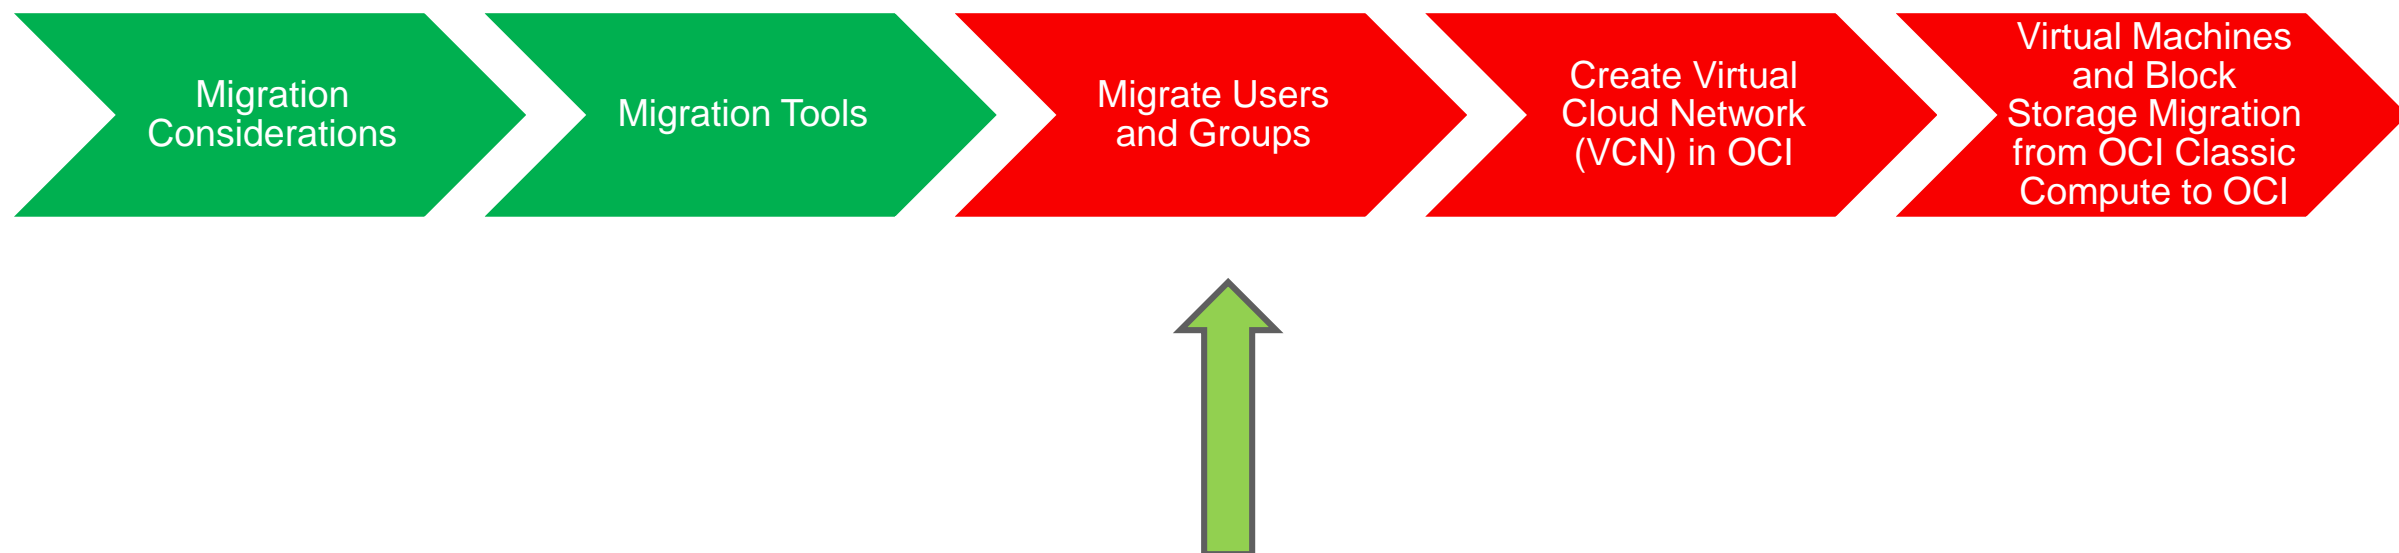 Migration
Considerations
Migration Tools
Migrate Users
and Groups
Create Virtual
Cloud Network
(VCN) in OCI
Virtual Machines
and Block
Storage Migration
from OCI Classic
Compute to OCI